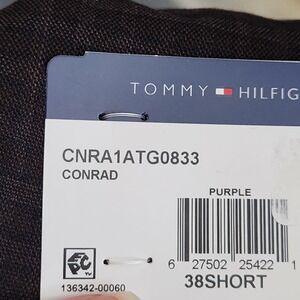 TOMMY HILFIG
CNRA1ATG0833
CONRAD
PURPLE
6 27502 25422 1
38SHORT
136342-00060